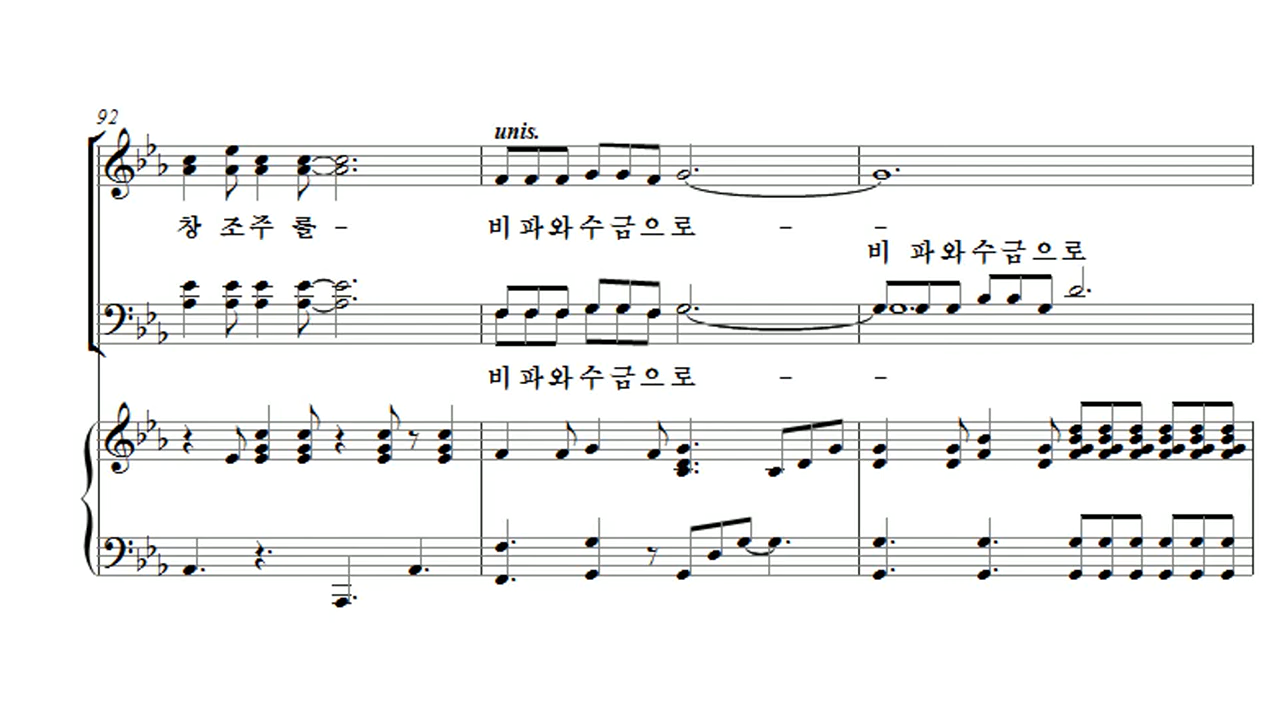 92
unis.
창 조주 를 - 비파와수금으로 - -
비 파와수금으로
비파와수금으로 - -